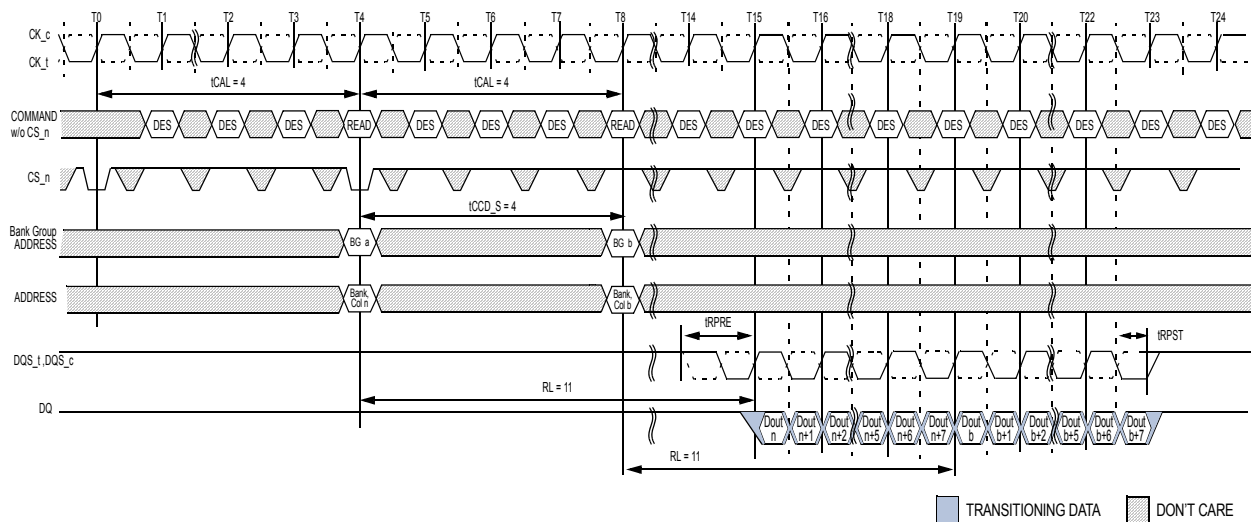 T0 T1 T2 T3 T4 T5 T6 T7 T8 T14 T15 T16 T18 T19 T20 T22 T23 T24
CK_c
CK_t
tCAL = 4 tCAL = 4
COMMAND
w/o CS_n
DES DES DES READ DES DES DES READ DES DES DES DES DES DES DES DES DES
CS_n
tCCD_S = 4
Bank Group
ADDRESS
BG a BG b
ADDRESS
Bank, Bank,
Col n Col b
tRPRE tRPST
DQS_t ,DQS_c
RL = 11
DQ
Dout Dout Dout Dout Dout Dout Dout Dout Dout Dout Dout Dout
n n+1 n+2 n+5 n+6 n+7 b b+1 b+2 b+5 b+6 b+7
RL = 11
TRANSITIONING DATA DON'T CARE